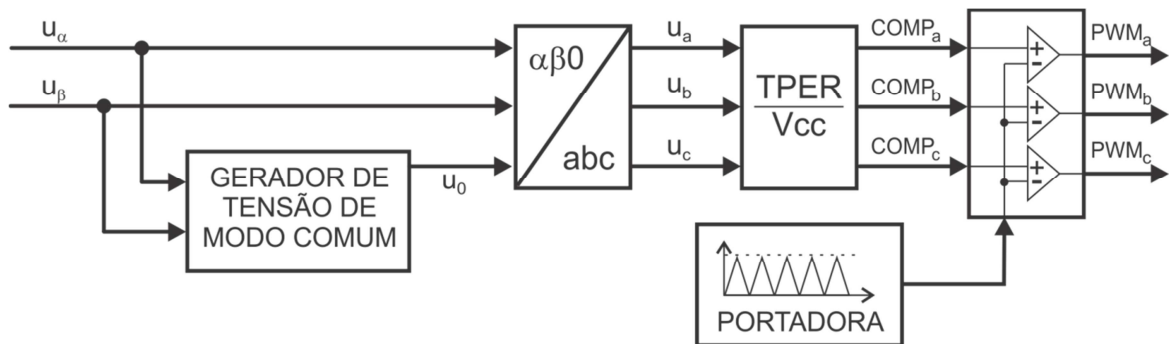 u_α
u_β
GERADOR DE
TENSÃO DE
MODO COMUM
u_0
αβ0
abc
u_a
u_b
u_c
TPER
Vcc
COMP_a
COMP_b
COMP_c
+
-
+
-
+
-
PWM_a
PWM_b
PWM_c
PORTADORA